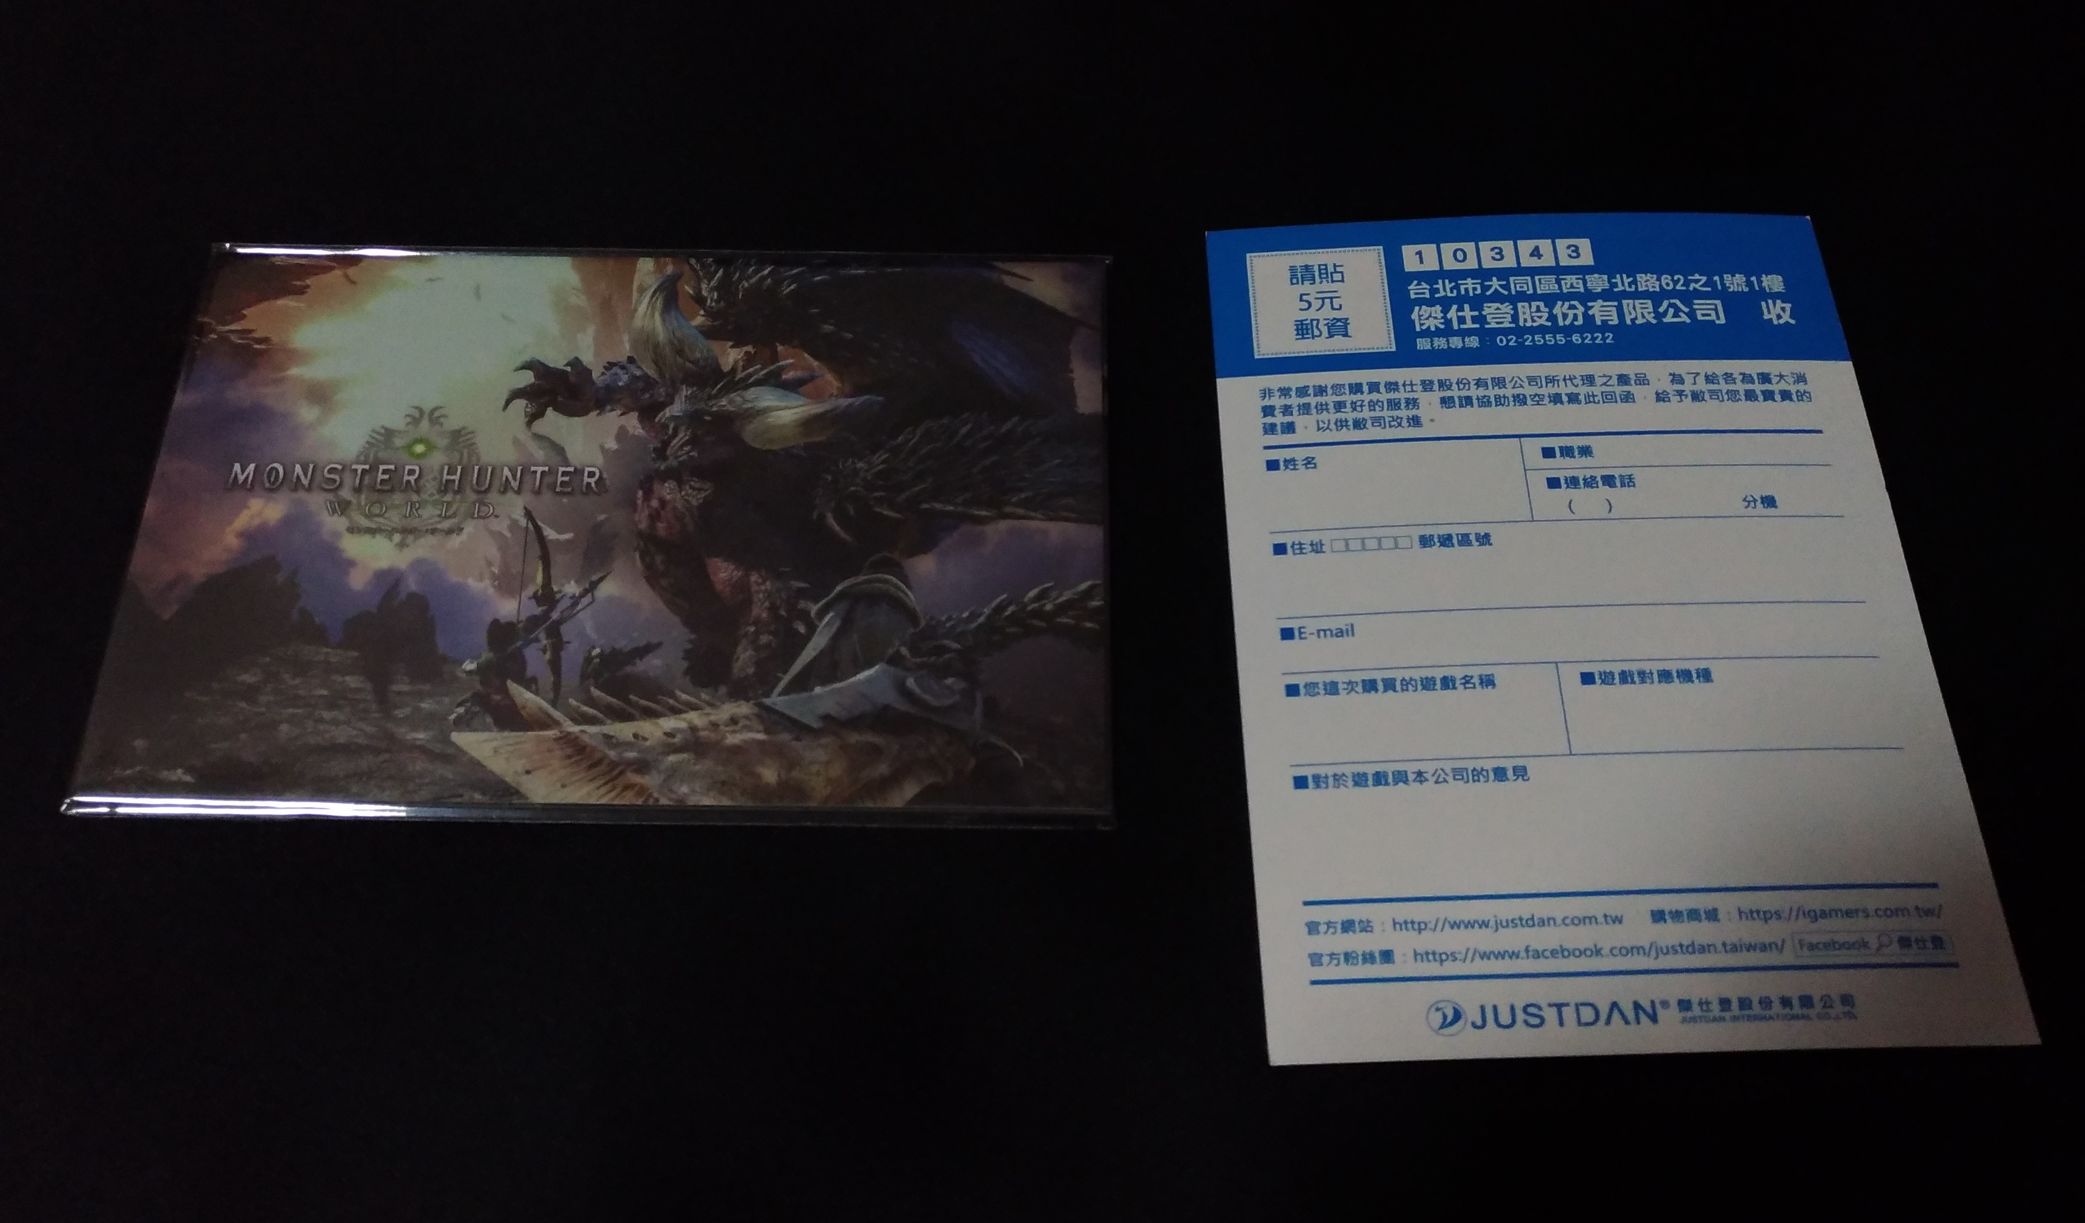 MONSTER HUNTER
WORLD
請貼
5元
郵資
10343
台北市大同區西寧北路62之1號1樓
傑仕登股份有限公司 收
服務專線：02-2555-6222
非常感謝您購買傑仕登股份有限公司所代理之產品，為了給各為廣大消
費者提供更好的服務，懇請協助撥空填寫此回函，給予敝司您最寶貴的
建議，以供敝司改進。
■姓名
■職業
■連絡電話
( ) 分機
■住址□□□□□郵遞區號
■E-mail
■您這次購買的遊戲名稱
■遊戲對應機種
■對於遊戲與本公司的意見
官方網站：http://www.justdan.com.tw 購物商城：https://igamers.com.tw/
官方粉絲團：https://www.facebook.com/justdan.taiwan/ Facebook 傑仕登
JUSTDAN® 傑仕登股份有限公司
JUSTDAN INTERNATIONAL CO.,LTD.